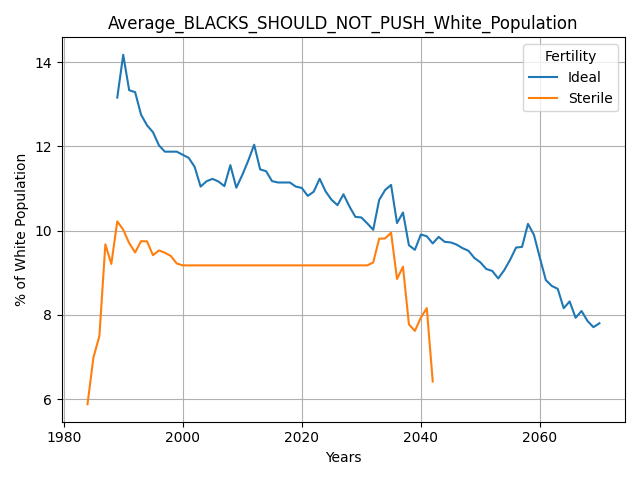 Average_BLACKS_SHOULD_NOT_PUSH_White_Population
% of White Population
14
12
10
8
6
Fertility
Ideal
Sterile
1980
2000
2020
2040
2060
Years